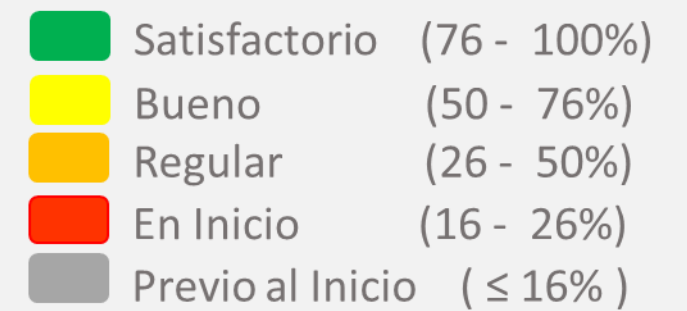 Satisfactorio (76 - 100%)
Bueno (50 - 76%)
Regular (26 - 50%)
En Inicio (16 - 26%)
Previo al Inicio ( ≤ 16% )